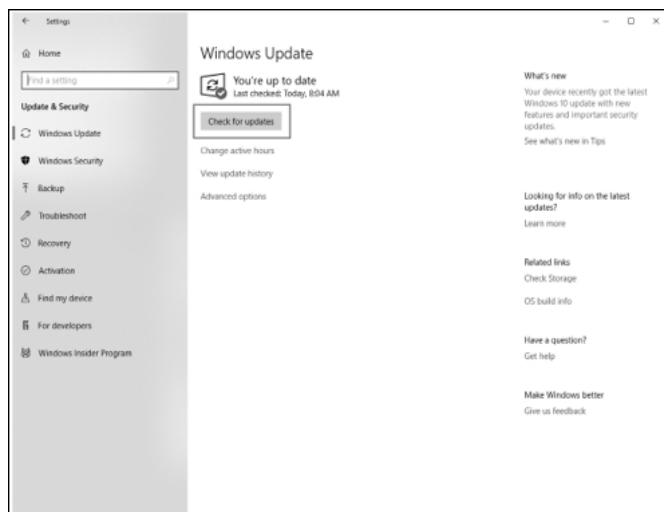 Settings
Home
Find a setting
Update & Security
Windows Update
Windows Security
Backup
Troubleshoot
Recovery
Activation
Find my device
For developers
Windows Insider Program
Windows Update
You're up to date
Last checked: Today, 8:04 AM
Check for updates
Change active hours
View update history
Advanced options
What's new
Your device recently got the latest
Windows 10 update with new
features and important security
updates.
See what's new in Tips
Looking for info on the latest
updates?
Learn more
Related links
Check Storage
OS build info
Have a question?
Get help
Make Windows better
Give us feedback